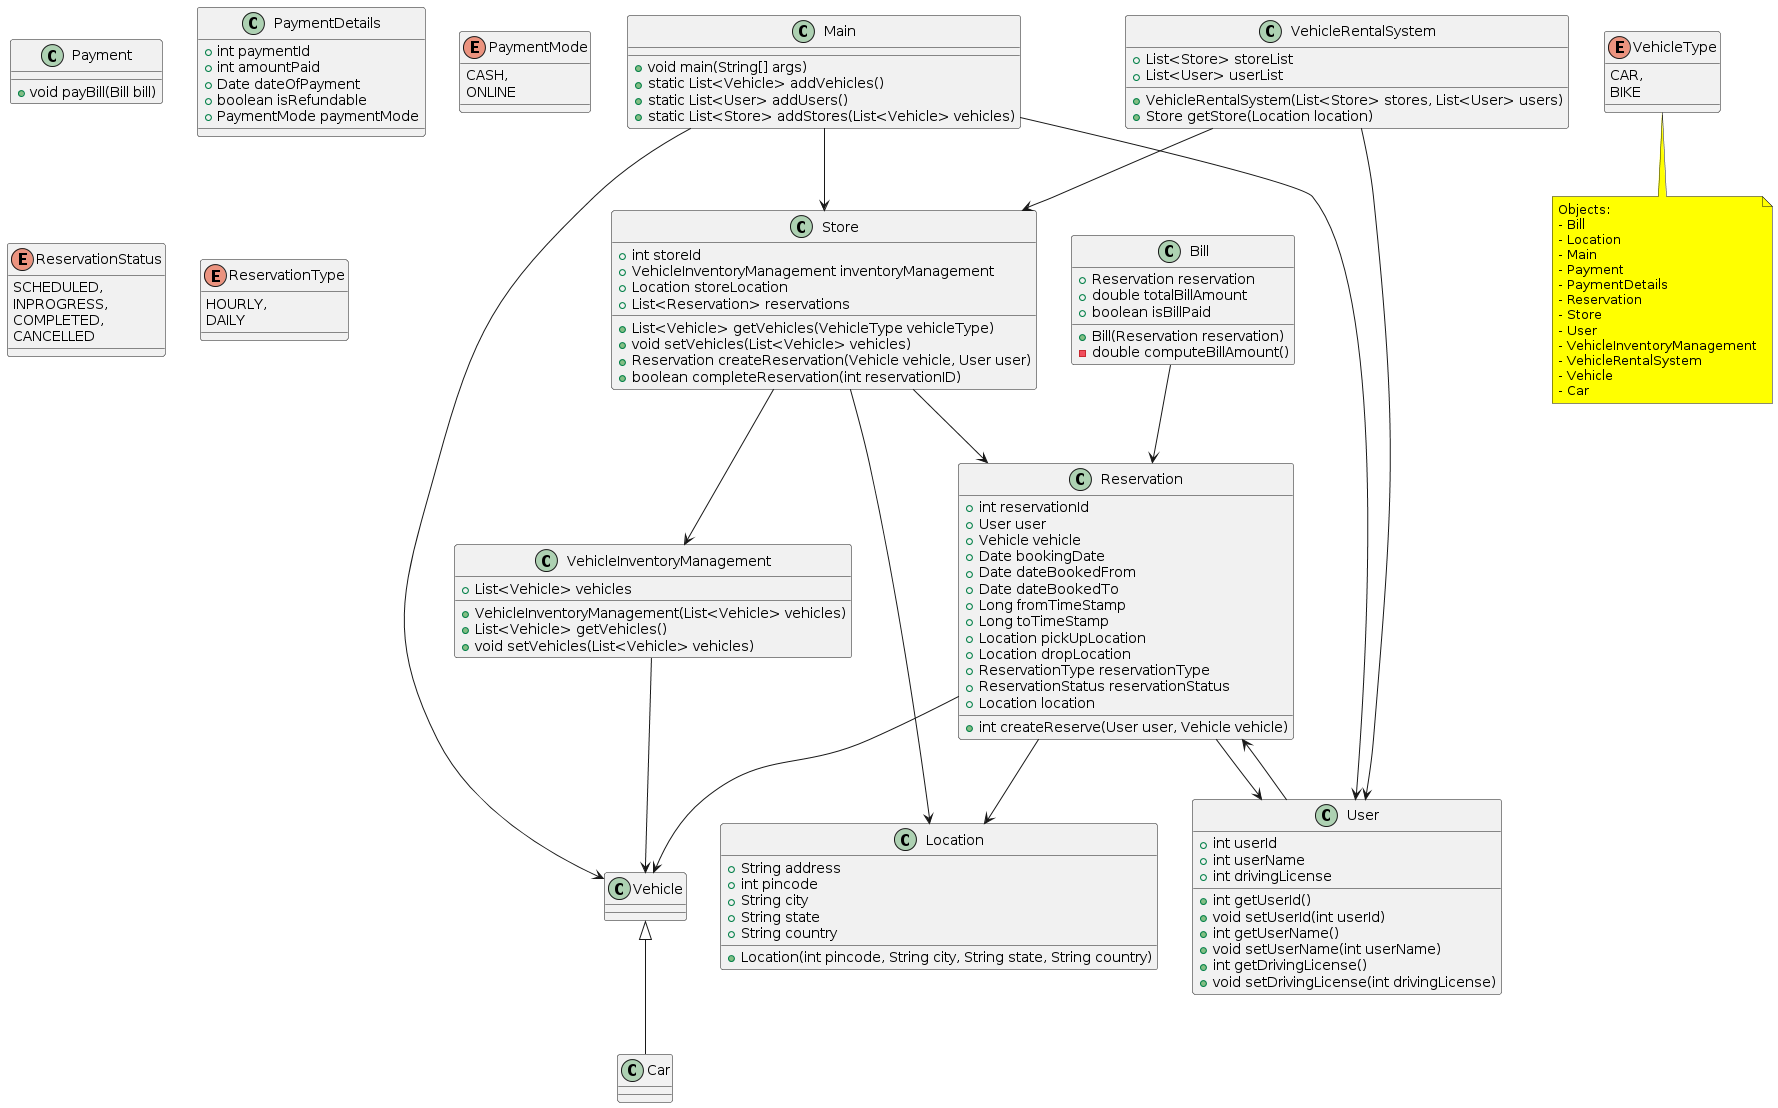 C Payment
void payBill(Bill bill)
C PaymentDetails
int paymentId
int amountPaid
Date dateOfPayment
boolean isRefundable
PaymentMode paymentMode
E PaymentMode
CASH,
ONLINE
C Main
void main(String[] args)
static List<Vehicle> addVehicles()
static List<User> addUsers()
static List<Store> addStores(List<Vehicle> vehicles)
C VehicleRentalSystem
List<Store> storeList
List<User> userList
VehicleRentalSystem(List<Store> stores, List<User> users)
Store getStore(Location location)
E VehicleType
CAR,
BIKE
Objects:
- Bill
- Location
- Main
- Payment
- PaymentDetails
- Reservation
- Store
- User
- VehicleInventoryManagement
- VehicleRentalSystem
- Vehicle
- Car
E ReservationStatus
SCHEDULED,
INPROGRESS,
COMPLETED,
CANCELLED
E ReservationType
HOURLY,
DAILY
C Store
int storeId
VehicleInventoryManagement inventoryManagement
Location storeLocation
List<Reservation> reservations
List<Vehicle> getVehicles(VehicleType vehicleType)
void setVehicles(List<Vehicle> vehicles)
Reservation createReservation(Vehicle vehicle, User user)
boolean completeReservation(int reservationID)
C Bill
Reservation reservation
double totalBillAmount
boolean isBillPaid
Bill(Reservation reservation)
double computeBillAmount()
C Reservation
int reservationId
User user
Vehicle vehicle
Date bookingDate
Date dateBookedFrom
Date dateBookedTo
Long fromTimeStamp
Long toTimeStamp
Location pickUpLocation
Location dropLocation
ReservationType reservationType
ReservationStatus reservationStatus
Location location
int createReserve(User user, Vehicle vehicle)
C VehicleInventoryManagement
List<Vehicle> vehicles
VehicleInventoryManagement(List<Vehicle> vehicles)
List<Vehicle> getVehicles()
void setVehicles(List<Vehicle> vehicles)
C Vehicle
C Location
String address
int pincode
String city
String state
String country
Location(int pincode, String city, String state, String country)
C User
int userId
int userName
int drivingLicense
int getUserId()
void setUserId(int userId)
int getUserName()
void setUserName(int userName)
int getDrivingLicense()
void setDrivingLicense(int drivingLicense)
C Car